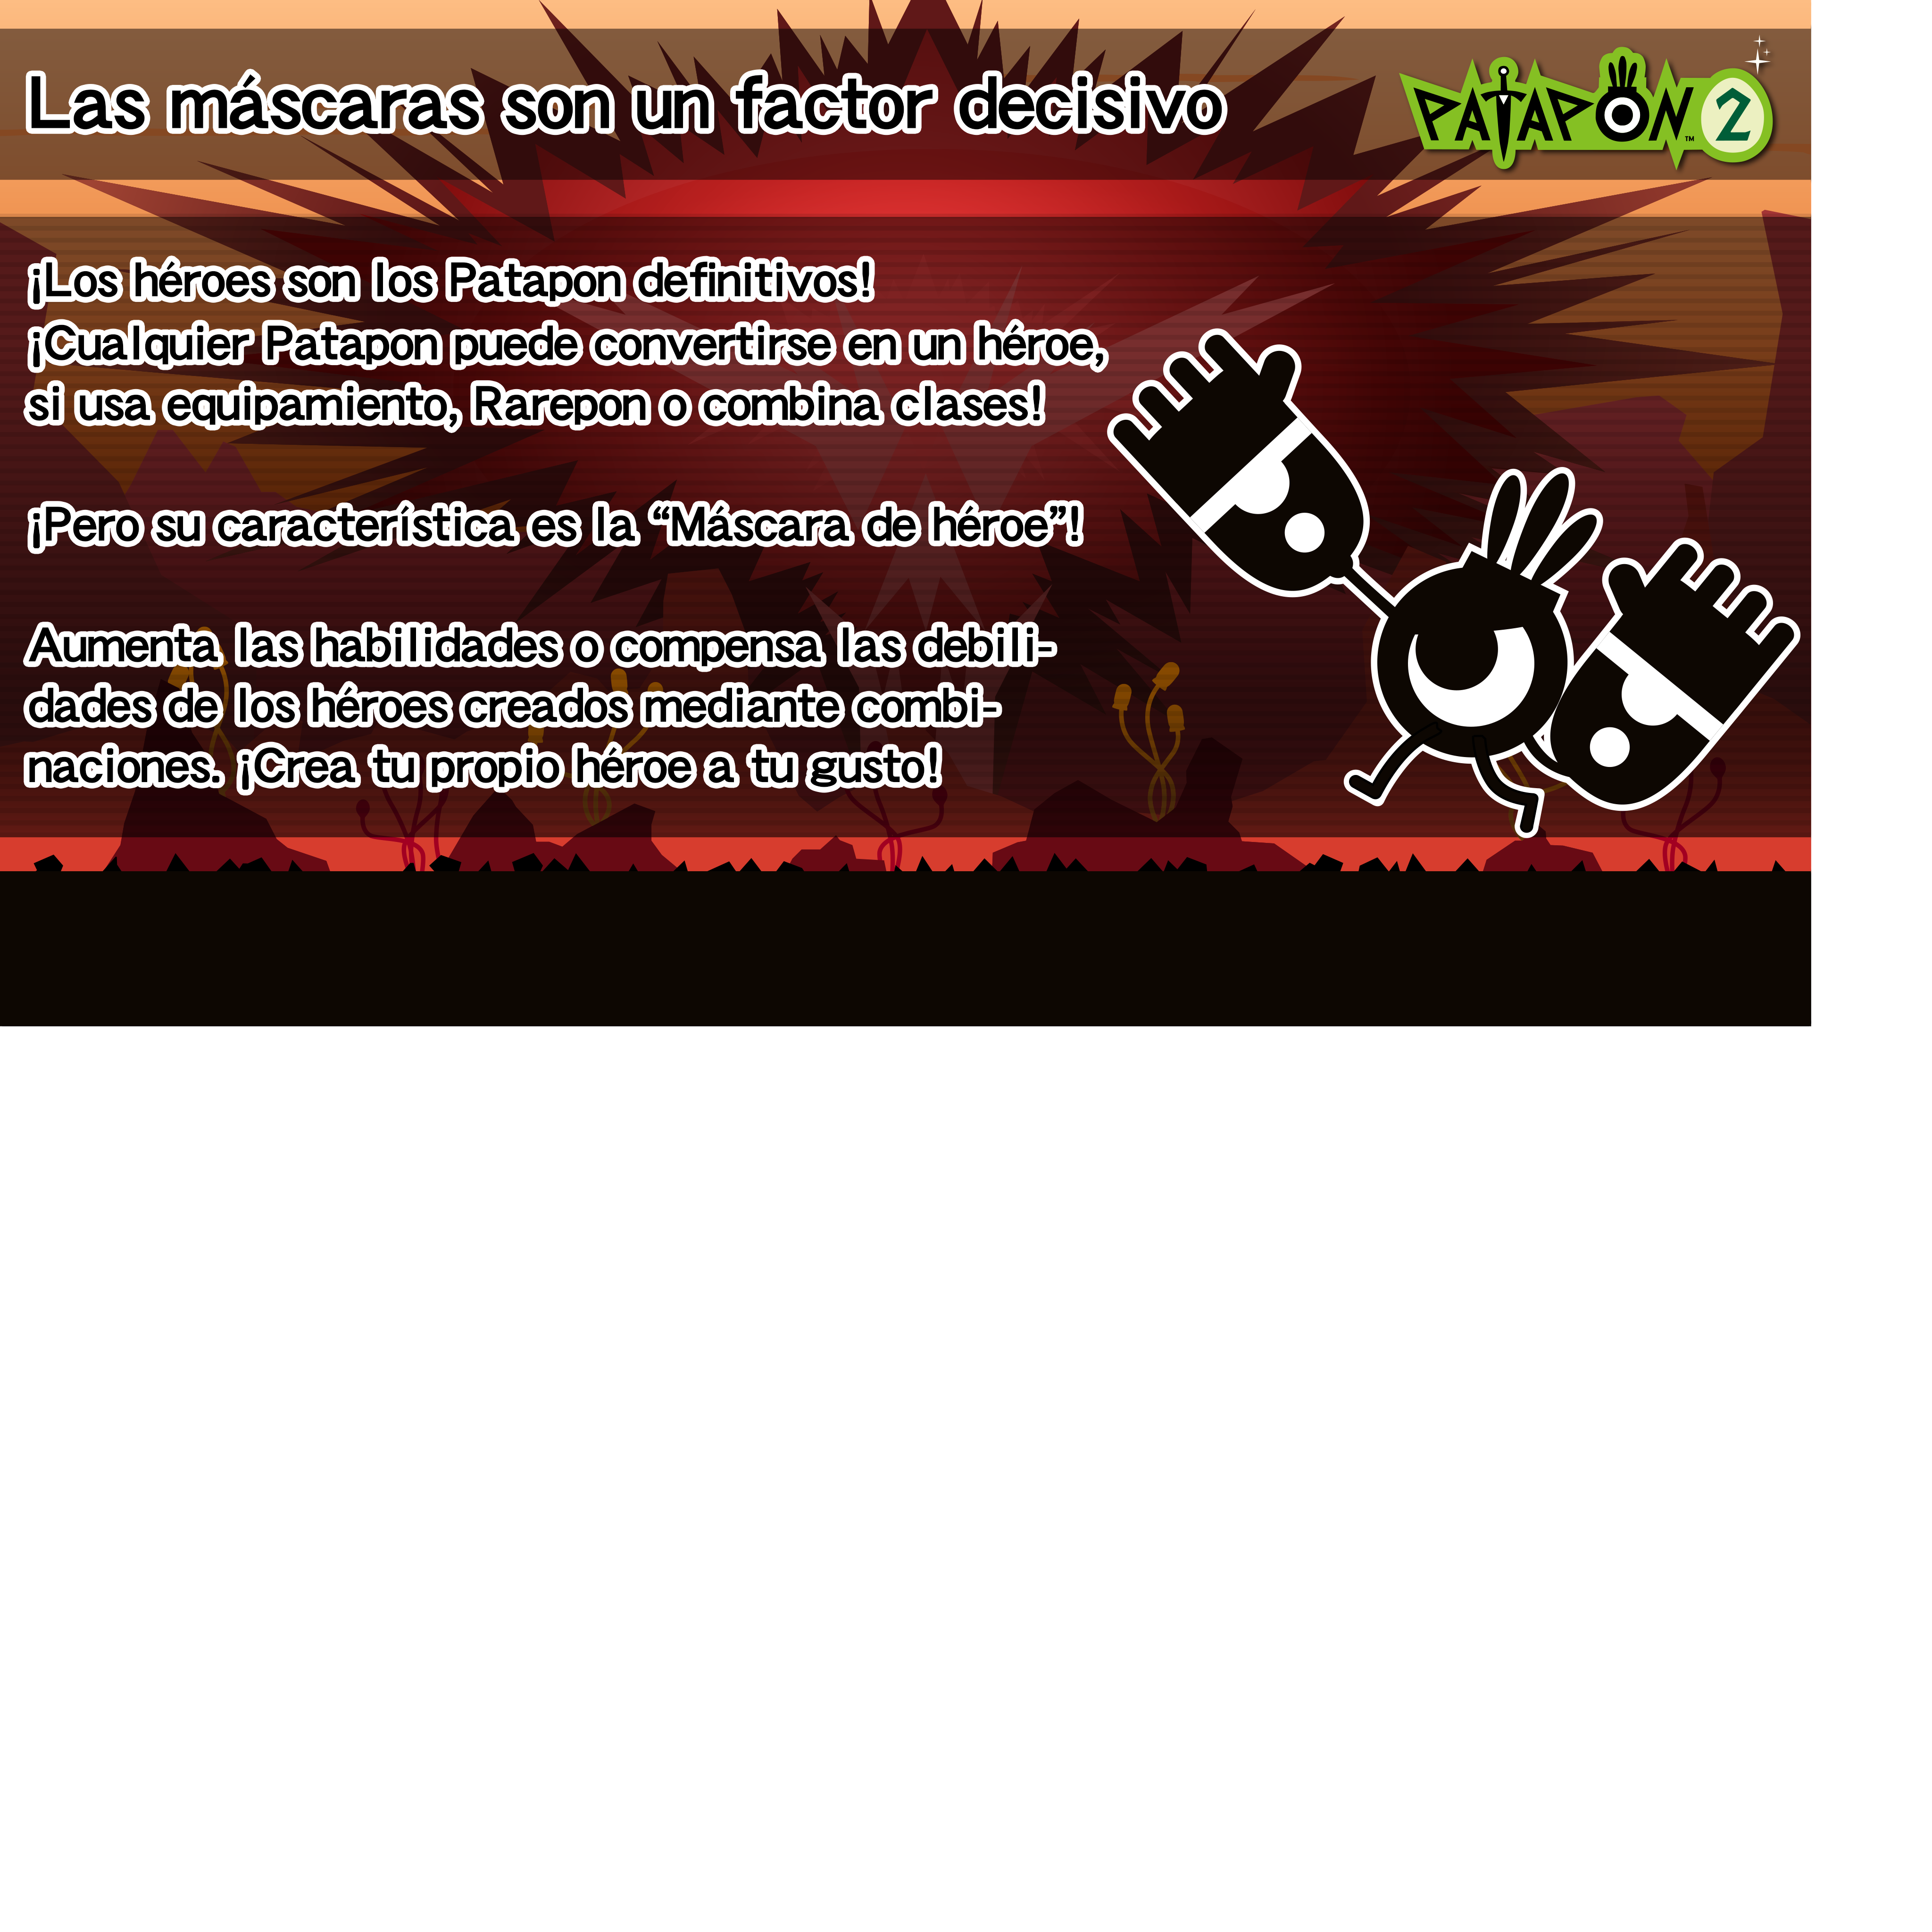 Las máscaras son un factor decisivo
PATAPON™ 2
¡Los héroes son los Patapon definitivos!
¡Cualquier Patapon puede convertirse en un héroe,
si usa equipamiento, Rarepon o combina clases!
¡Pero su característica es la “Máscara de héroe”!
Aumenta las habilidades o compensa las debili-
dades de los héroes creados mediante combi-
naciones. ¡Crea tu propio héroe a tu gusto!